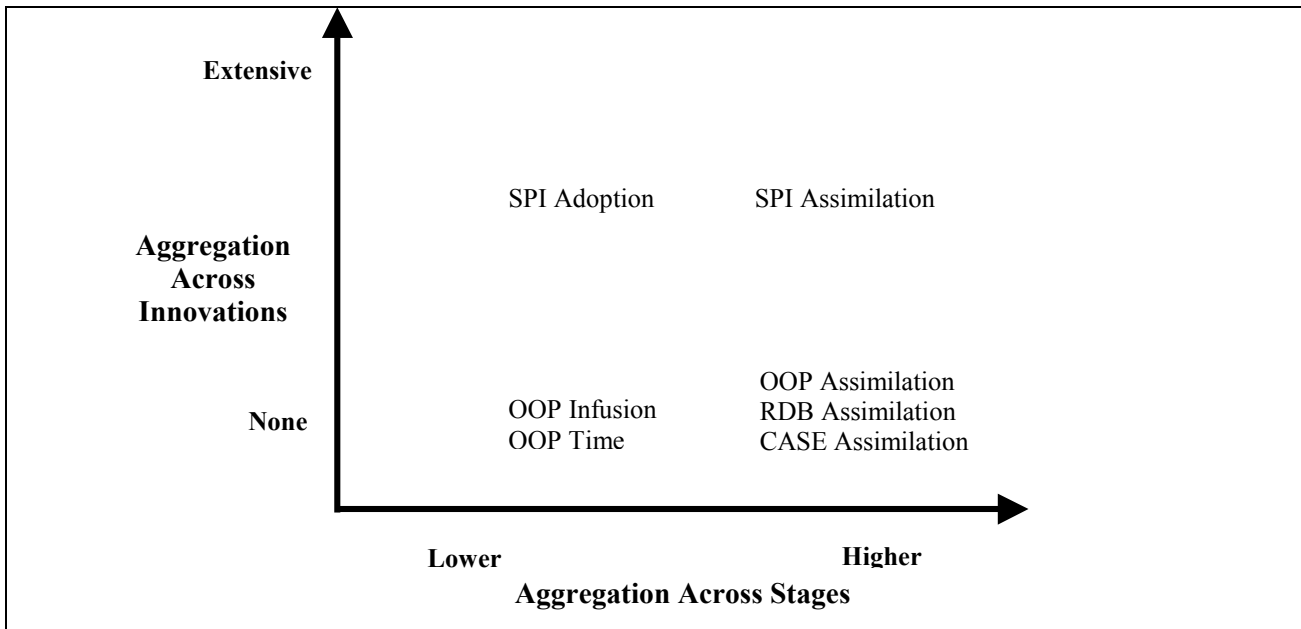 Extensive
SPI Adoption
SPI Assimilation
Aggregation
Across
Innovations
OOP Assimilation
OOP Infusion
RDB Assimilation
None
OOP Time
CASE Assimilation
Lower
Higher
Aggregation Across Stages